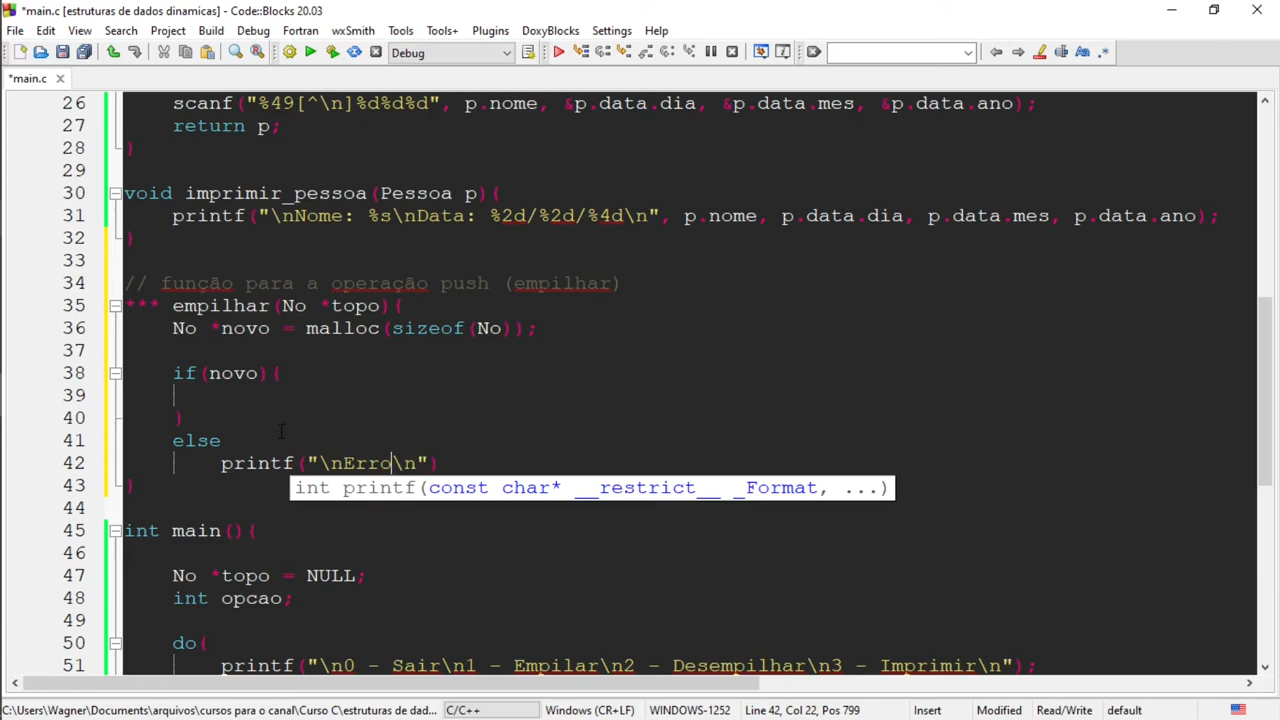 *main.c [estruturas de dados dinamicas] - Code::Blocks 20.03
File Edit View Search Project Build Debug Fortran wxSmith Tools Tools+ Plugins DoxyBlocks Settings Help
Debug
*main.c
26 scanf("%49[^\n]%d%d%d", p.nome, &p.data.dia, &p.data.mes, &p.data.ano);
27 return p;
28 }
29
30 void imprimir_pessoa(Pessoa p){
31 printf("\nNome: %s\nData: %2d/%2d/%4d\n", p.nome, p.data.dia, p.data.mes, p.data.ano);
32 }
33
34 // função para a operação push (empilhar)
35 *** empilhar(No *topo){
36 No *novo = malloc(sizeof(No));
37
38 if(novo){
39
40 }
41 else
42 printf("\nErro\n")
int printf(const char* __restrict__ _Format, ...)
43 }
44
45 int main(){
46
47 No *topo = NULL;
48 int opcao;
49
50 do{
51 printf("\n0 - Sair\n1 - Empilar\n2 - Desempilhar\n3 - Imprimir\n");
C:\Users\Wagner\Documents\arquivos\cursos para o canal\Curso C\estruturas de dad... C/C++ Windows (CR+LF) WINDOWS-1252 Line 42, Col 22, Pos 799 Insert Modified Read/Write default